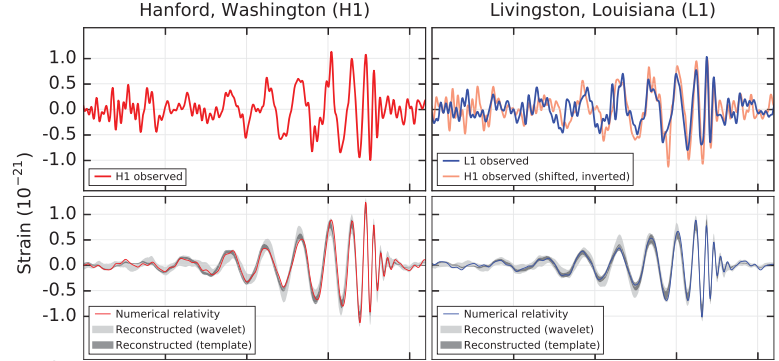 Hanford, Washington (H1)
Livingston, Louisiana (L1)
Strain (10⁻²¹)
1.0
0.5
0.0
-0.5
-1.0
H1 observed
L1 observed
H1 observed (shifted, inverted)
1.0
0.5
0.0
-0.5
-1.0
Numerical relativity
Reconstructed (wavelet)
Reconstructed (template)
Numerical relativity
Reconstructed (wavelet)
Reconstructed (template)